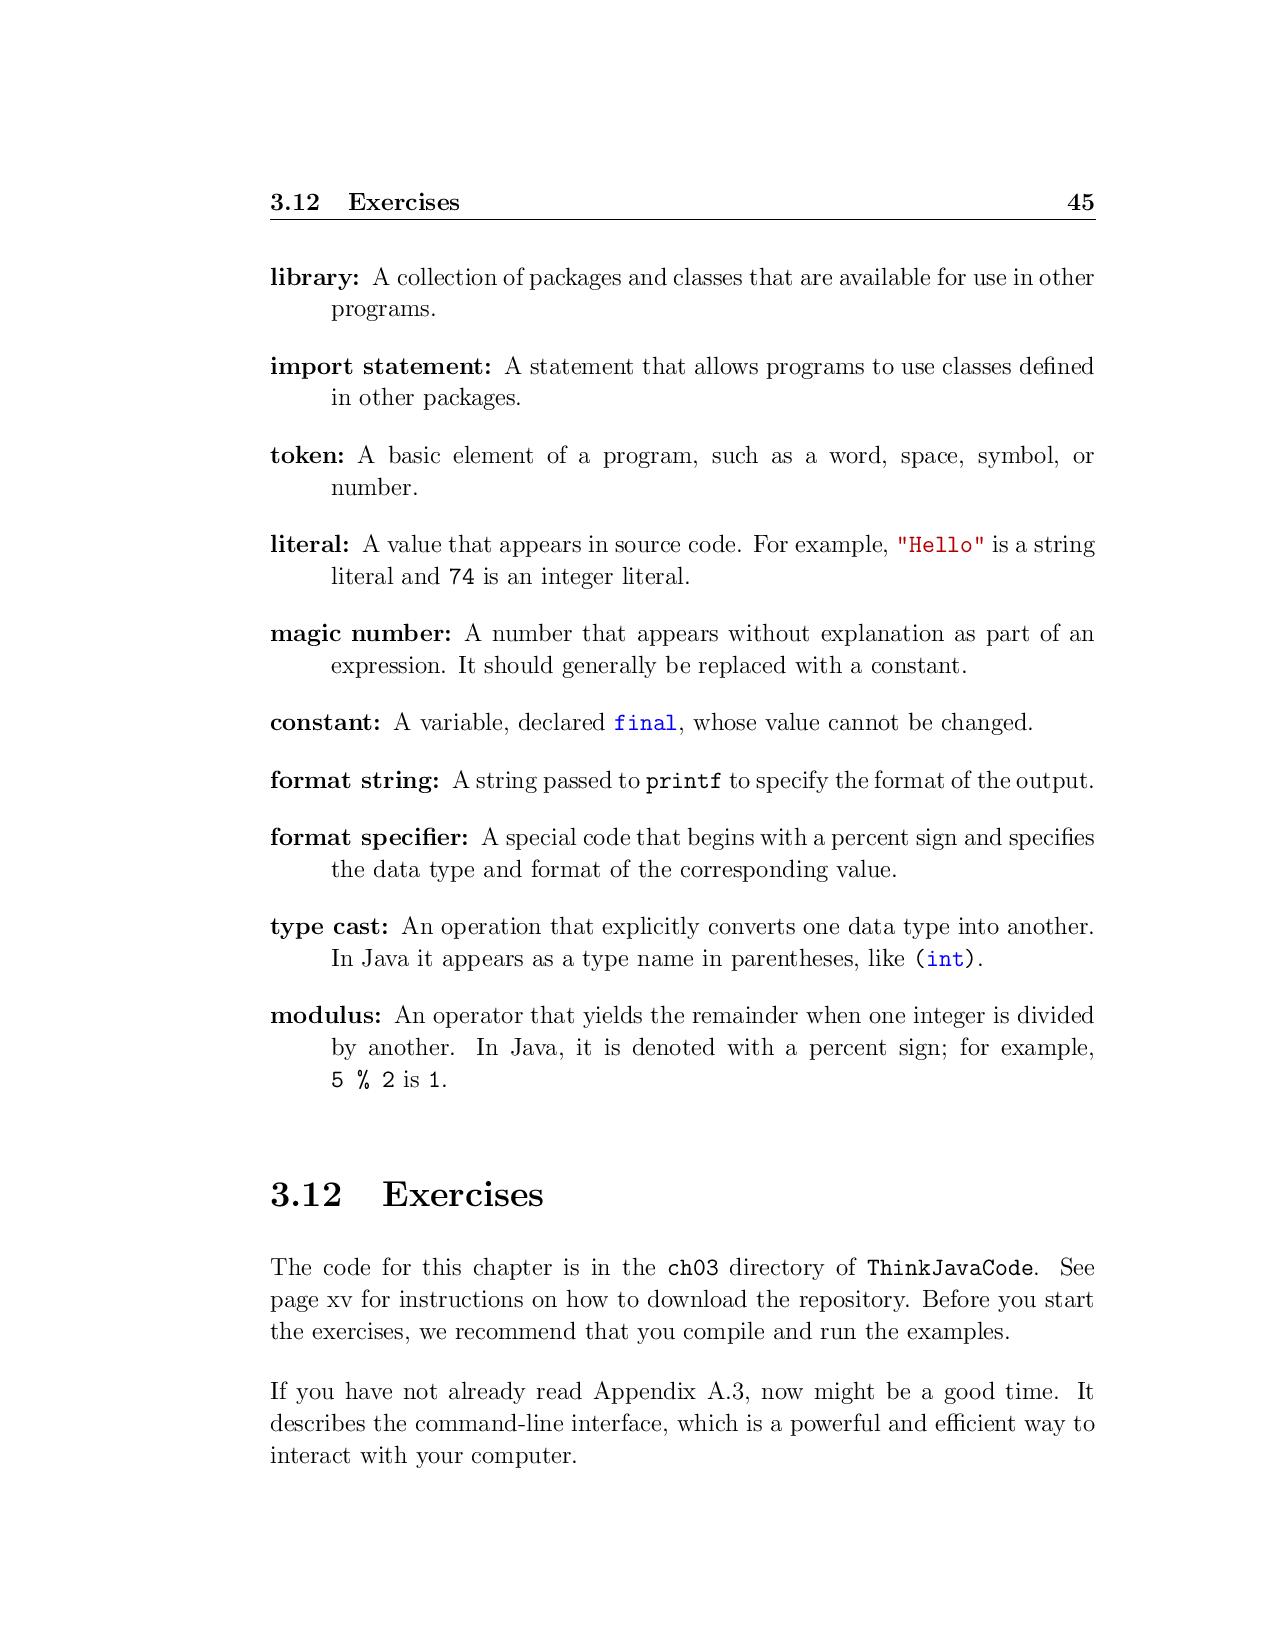 3.12 Exercises 45
library: A collection of packages and classes that are available for use in other
programs.
import statement: A statement that allows programs to use classes defined
in other packages.
token: A basic element of a program, such as a word, space, symbol, or
number.
literal: A value that appears in source code. For example, "Hello" is a string
literal and 74 is an integer literal.
magic number: A number that appears without explanation as part of an
expression. It should generally be replaced with a constant.
constant: A variable, declared final, whose value cannot be changed.
format string: A string passed to printf to specify the format of the output.
format specifier: A special code that begins with a percent sign and specifies
the data type and format of the corresponding value.
type cast: An operation that explicitly converts one data type into another.
In Java it appears as a type name in parentheses, like (int).
modulus: An operator that yields the remainder when one integer is divided
by another. In Java, it is denoted with a percent sign; for example,
5 % 2 is 1.
3.12 Exercises
The code for this chapter is in the ch03 directory of ThinkJavaCode. See
page xv for instructions on how to download the repository. Before you start
the exercises, we recommend that you compile and run the examples.
If you have not already read Appendix A.3, now might be a good time. It
describes the command-line interface, which is a powerful and efficient way to
interact with your computer.